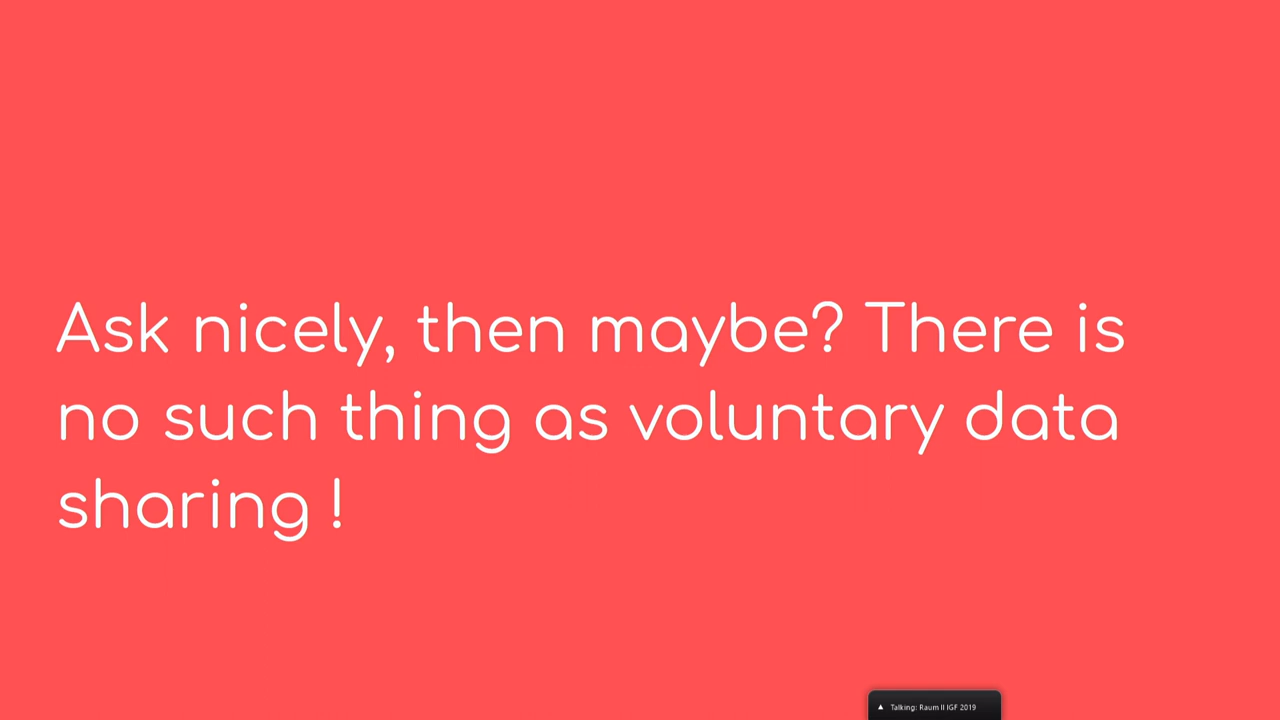 Ask nicely, then maybe? There is
no such thing as voluntary data
sharing !
Talking: Raum II IGF 2019